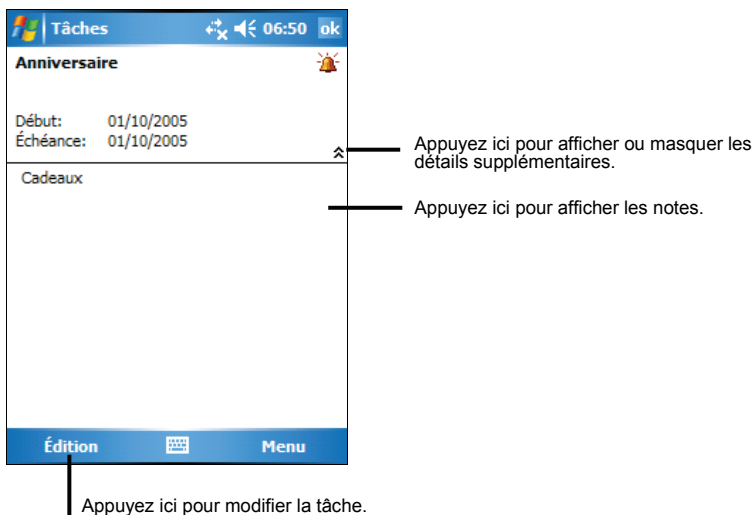 Tâches 06:50 ok
Anniversaire
Début: 01/10/2005
Échéance: 01/10/2005
Appuyez ici pour afficher ou masquer les
détails supplémentaires.
Cadeaux
Appuyez ici pour afficher les notes.
Édition Menu
Appuyez ici pour modifier la tâche.